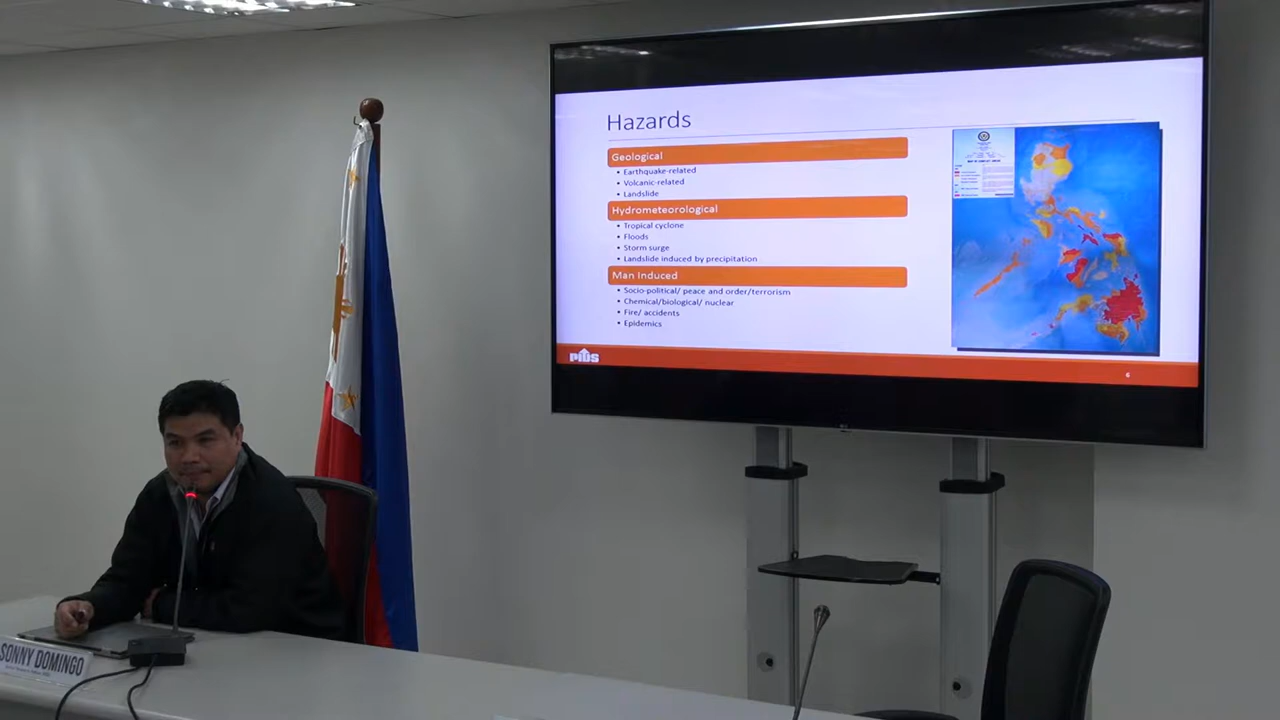 Hazards
Geological
• Earthquake-related
• Volcanic-related
• Landslide
Hydrometeorological
• Tropical cyclone
• Floods
• Storm surge
• Landslide induced by precipitation
Man Induced
• Socio-political/ peace and order/terrorism
• Chemical/biological/ nuclear
• Fire/ accidents
• Epidemics
PIDS
6
SONNY DOMINGO